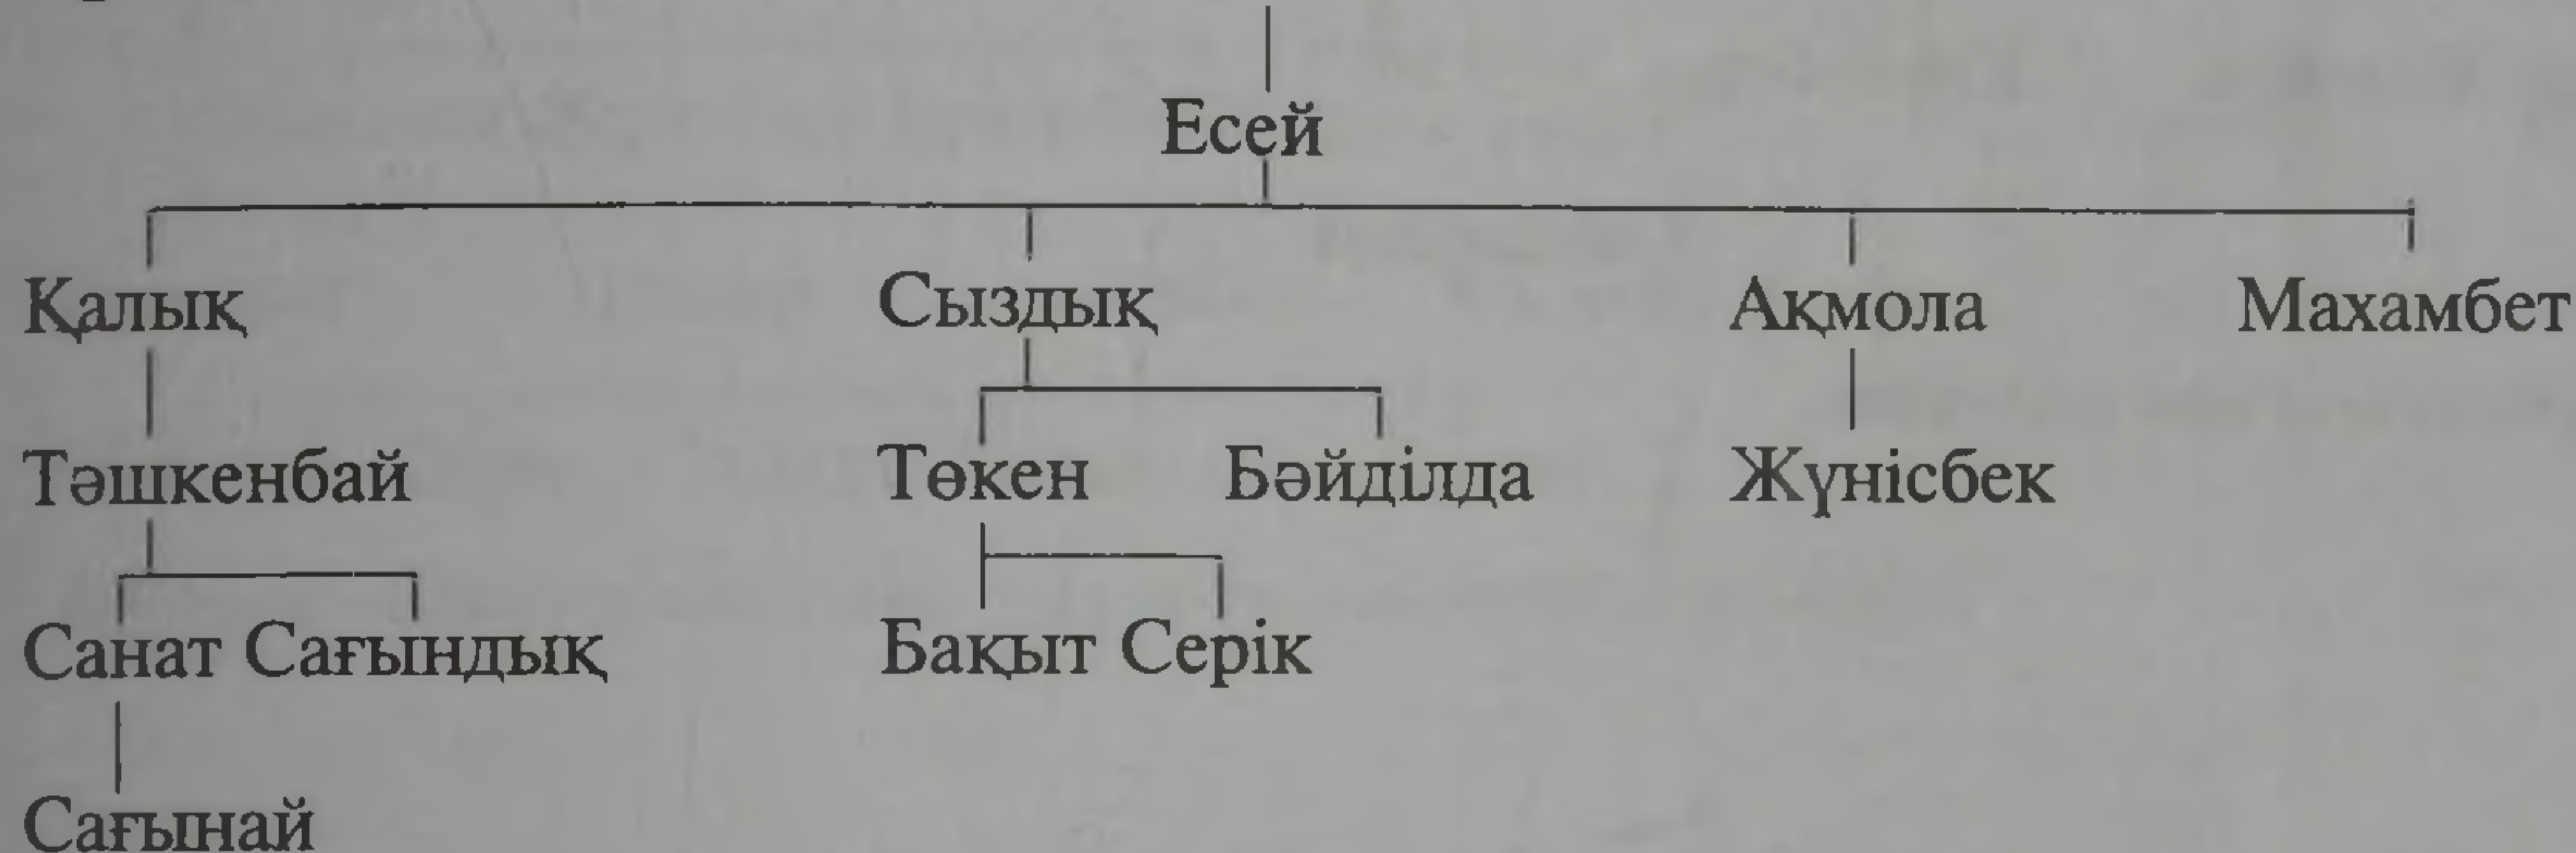 Есей
Қалық Сыздық Ақмола Махамбет
Тәшкенбай Төкен Бәйділда Жүнісбек
Санат Сағындық Бақыт Серік
Сағынай